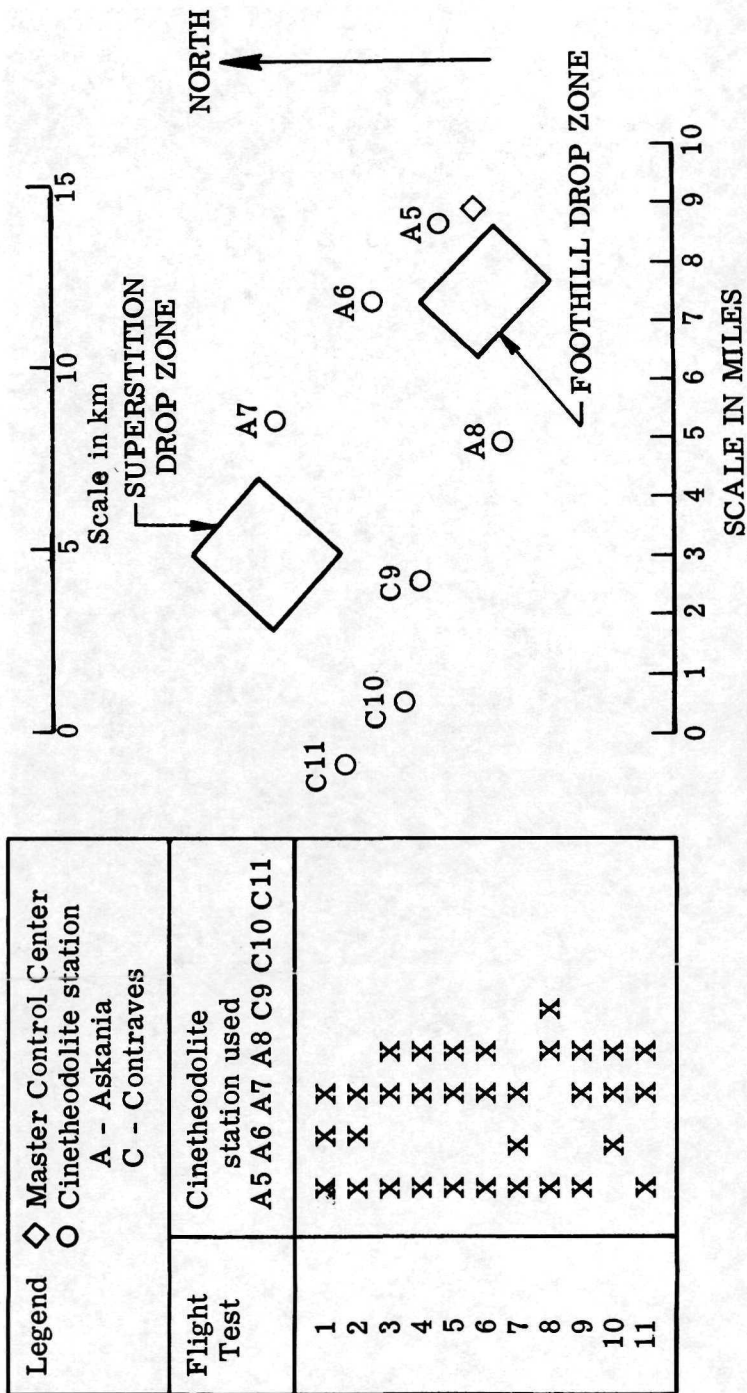 Legend ◇ Master Control Center
○ Cinetheodolite station
A - Askania
C - Contraves
Flight
Test
Cinetheodolite
station used
A5 A6 A7 A8 C9 C10 C11
1 X X X
2 X X X
3 X X X
4 X X X
5 X X X
6 X X X
7 X X X
8 X X X
9 X X X
10 X X X
11 X X X
0 5 10 15
Scale in km
SUPERSTITION
DROP ZONE
NORTH
A7
A6
A5
C11
C10
C9
A8
FOOTHILL DROP ZONE
0 1 2 3 4 5 6 7 8 9 10
SCALE IN MILES